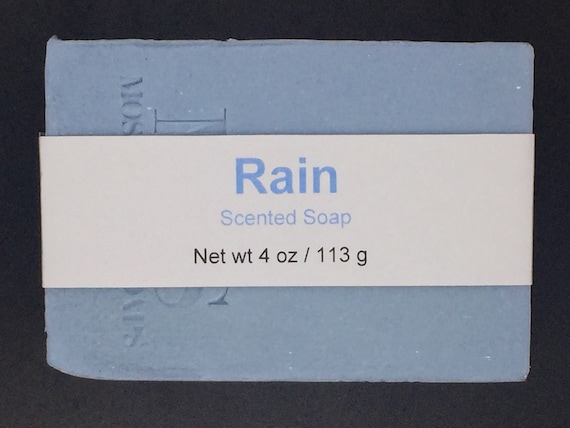 Rain
Scented Soap
Net wt 4 oz / 113 g